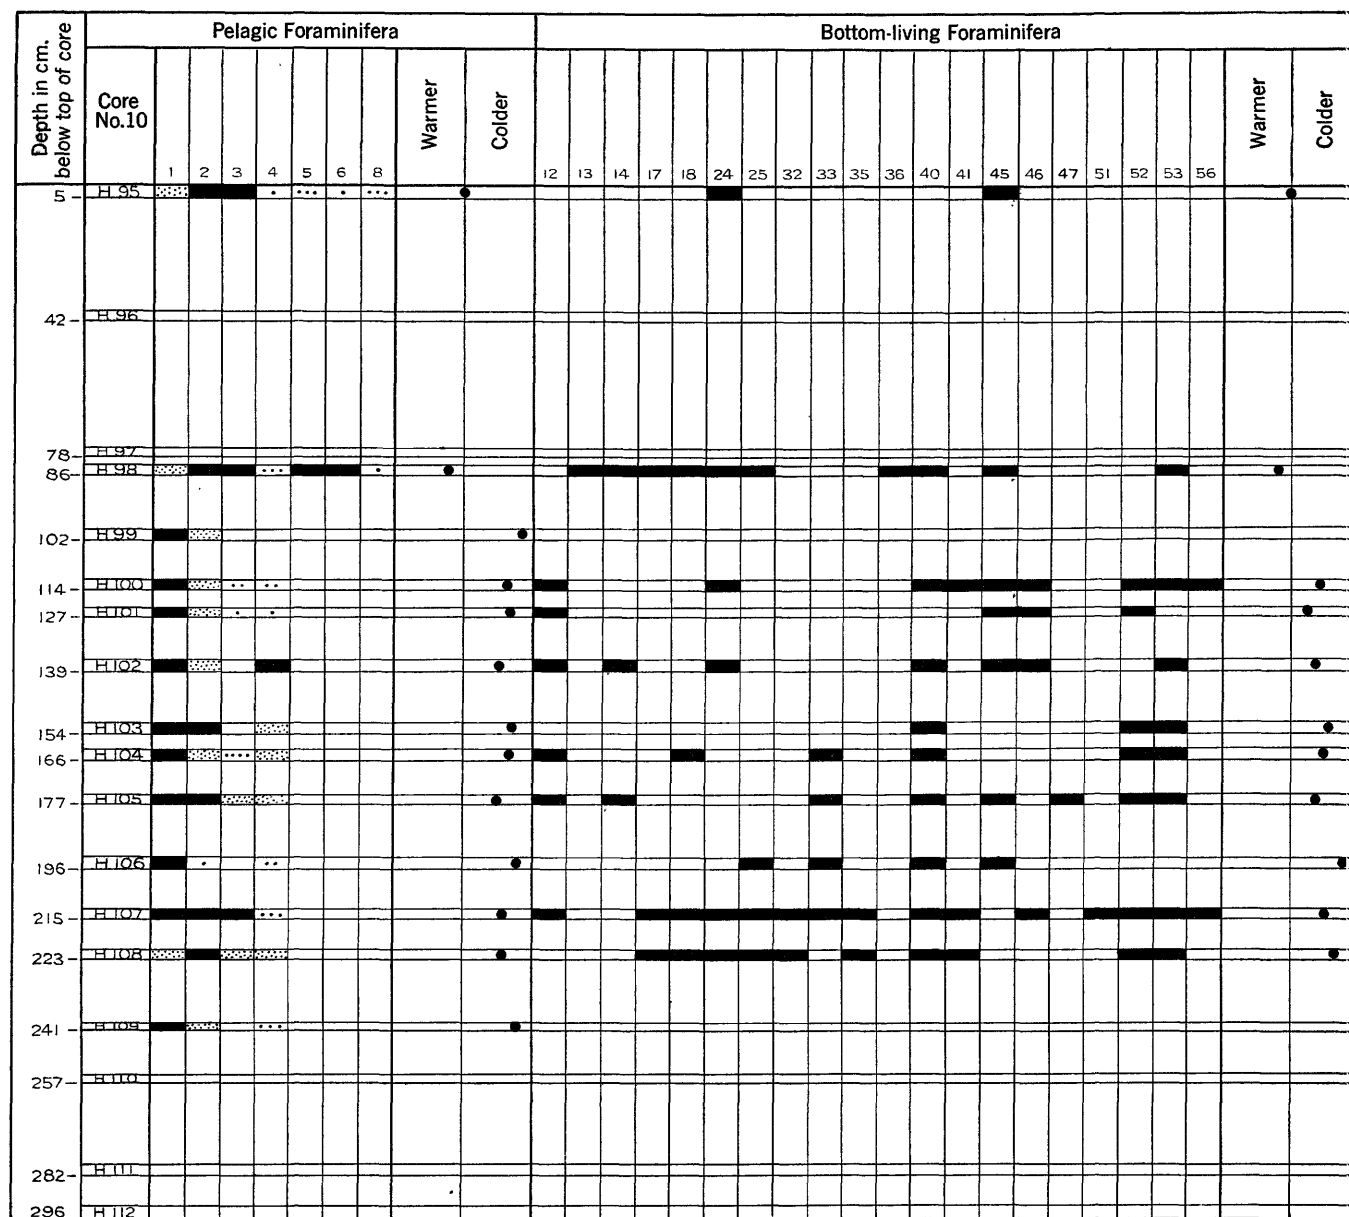 Pelagic Foraminifera Bottom-living Foraminifera
Depth in cm. below top of core
Core No.10
Warmer Colder Warmer Colder
1 2 3 4 5 6 8 12 13 14 17 18 24 25 32 33 35 36 40 41 45 46 47 51 52 53 56
5 H 95
42 H 96
78 H 97
86 H 98
102 H 99
114 H 100
127 H 101
139 H 102
154 H 103
166 H 104
177 H 105
196 H 106
215 H 107
223 H 108
241 H 109
257 H 110
282 H 111
296 H 112